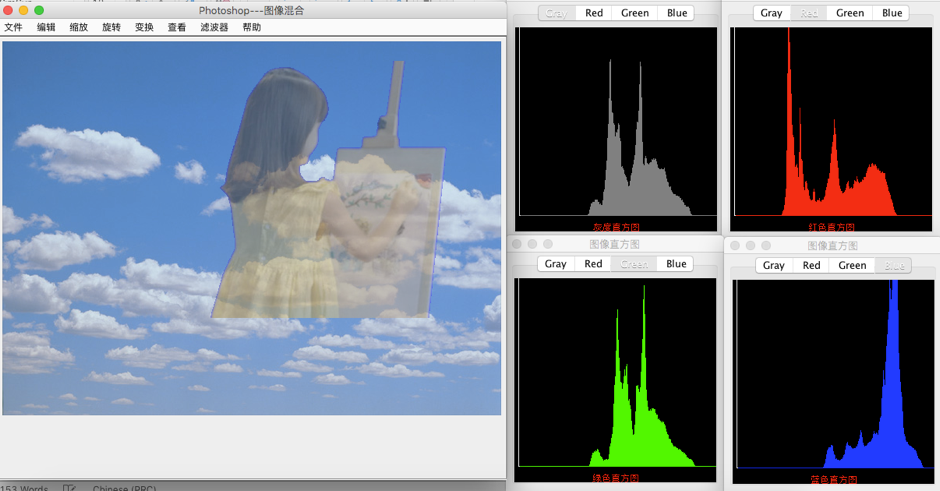 Photoshop---图像混合
文件 编辑 缩放 旋转 变换 查看 滤波器 帮助
Gray Red Green Blue
灰度直方图
Gray Red Green Blue
红色直方图
图像直方图
Gray Red Green Blue
绿色直方图
图像直方图
Gray Red Green Blue
蓝色直方图
153 Words Chinese (PRC)